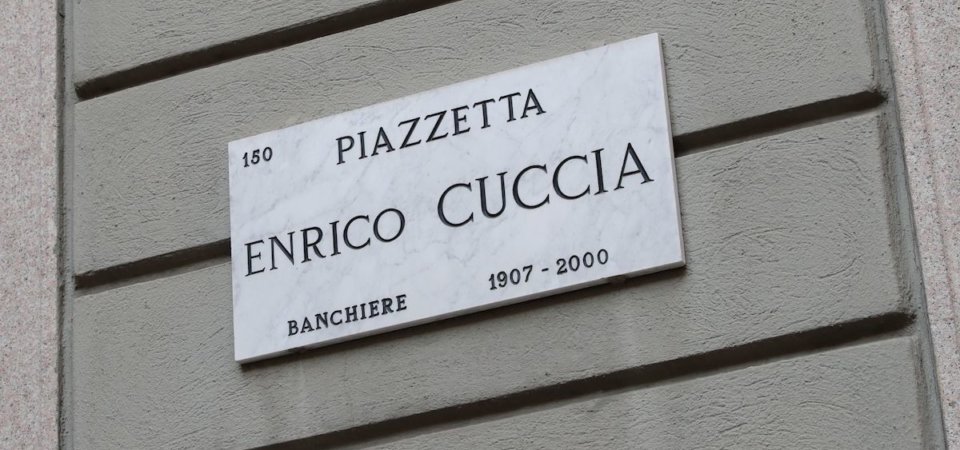 150
PIAZZETTA
ENRICO CUCCIA
BANCHIERE 1907 - 2000